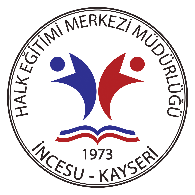 HALK EĞİTİMİ MERKEZİ MÜDÜRLÜĞÜ
1973
İNCESU - KAYSERİ